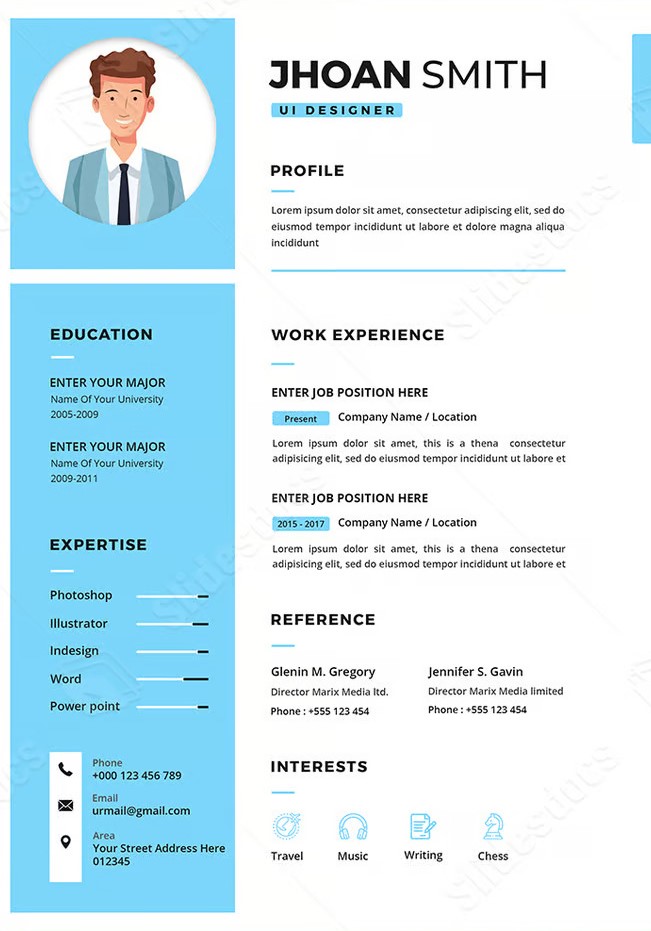 JHOAN SMITH
UI DESIGNER
PROFILE
Lorem ipsum dolor sit amet, consectetur adipiscing elit, sed do
eiusmod tempor incididunt ut labore et dolore magna aliqua
incididunt
EDUCATION
ENTER YOUR MAJOR
Name Of Your University
2005-2009
ENTER YOUR MAJOR
Name Of Your University
2009-2011
EXPERTISE
Photoshop
Illustrator
Indesign
Word
Power point
Phone
+000 123 456 789
Email
urmail@gmail.com
Area
Your Street Address Here
012345
WORK EXPERIENCE
ENTER JOB POSITION HERE
Present Company Name / Location
Lorem ipsum dolor sit amet, this is a thena consectetur
adipisicing elit, sed do eiusmod tempor incididunt ut labore et
ENTER JOB POSITION HERE
2015 - 2017 Company Name / Location
Lorem ipsum dolor sit amet, this is a thena consectetur
adipisicing elit, sed do eiusmod tempor incididunt ut labore et
REFERENCE
Glenin M. Gregory
Director Marix Media ltd.
Phone : +555 123 454
Jennifer S. Gavin
Director Marix Media limited
Phone : +555 123 454
INTERESTS
Travel Music Writing Chess
Slidesdocs
Slidesdocs
Slidesdocs